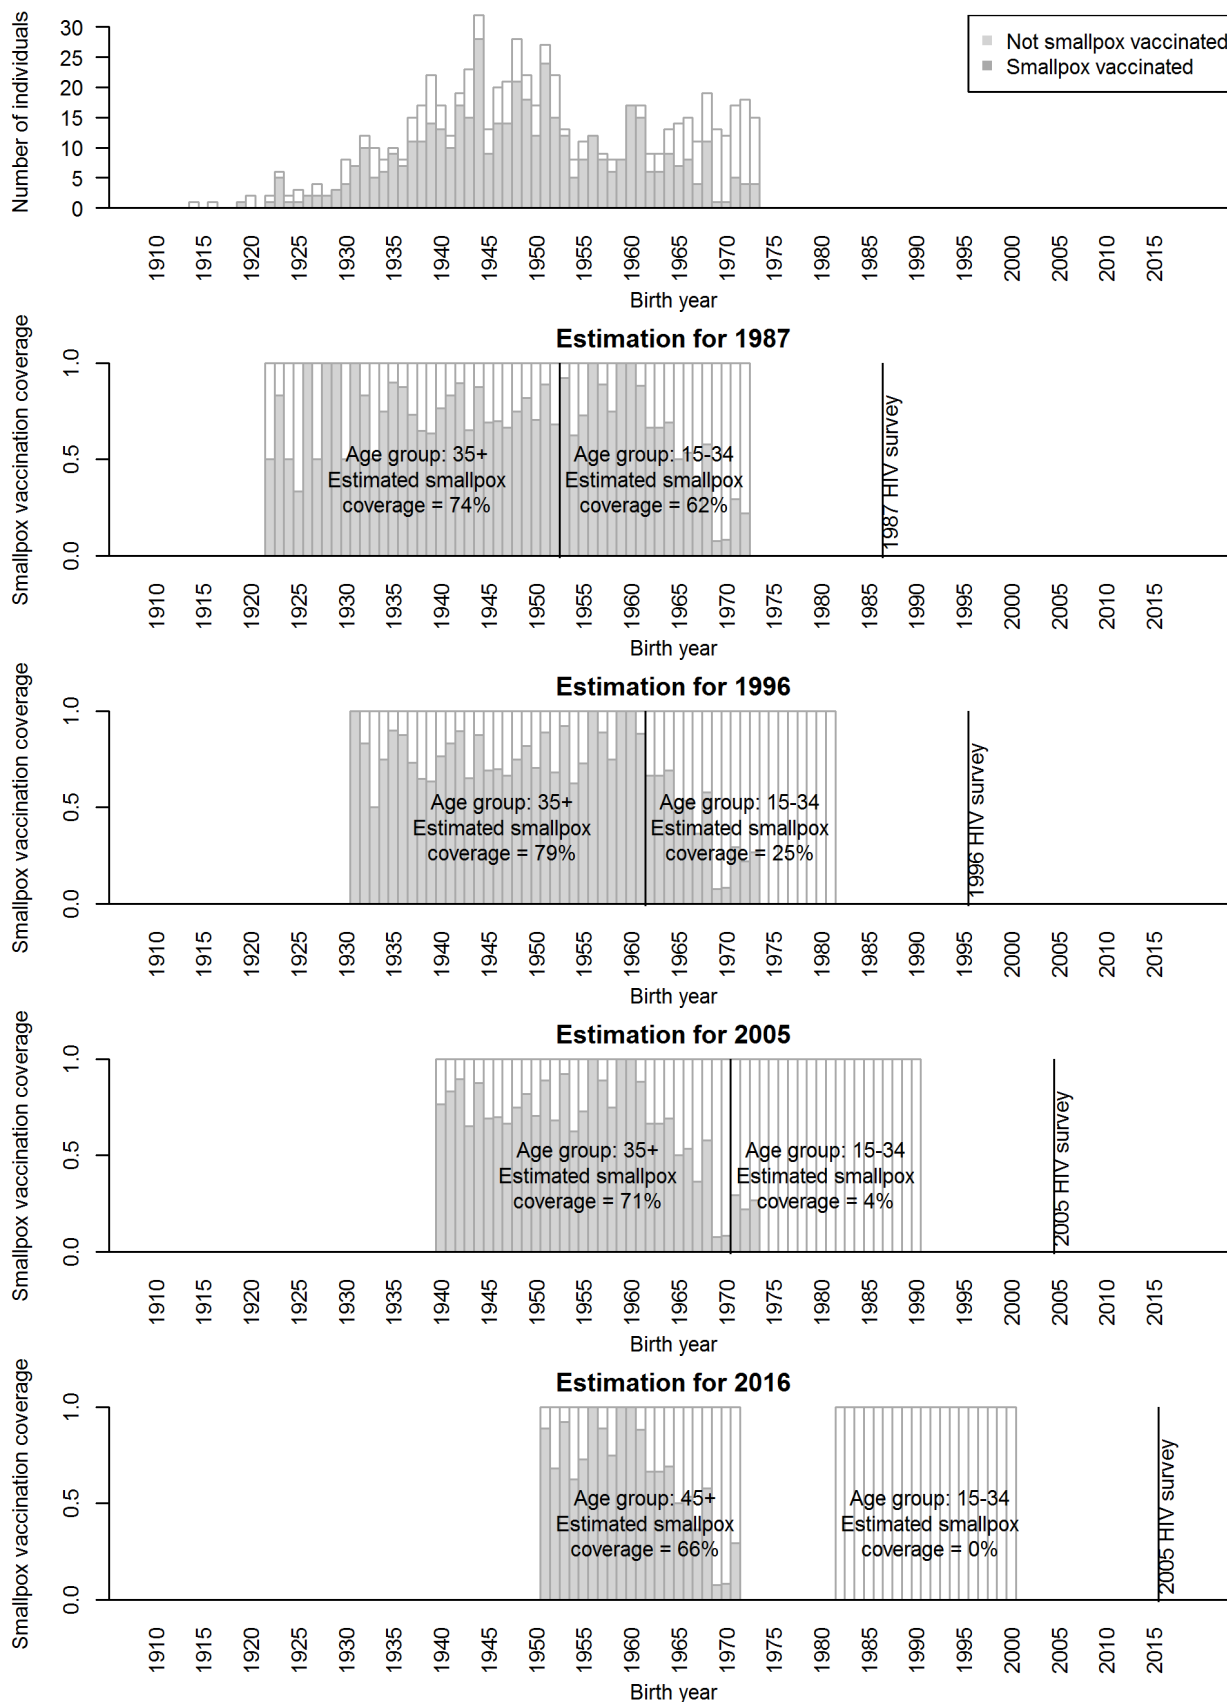 Number of individuals
30
25
20
15
10
5
0
Not smallpox vaccinated
Smallpox vaccinated
1910 1915 1920 1925 1930 1935 1940 1945 1950 1955 1960 1965 1970 1975 1980 1985 1990 1995 2000 2005 2010 2015
Birth year
Estimation for 1987
Smallpox vaccination coverage
1.0
0.5
0.0
Age group: 35+
Estimated smallpox
coverage = 74%
Age group: 15-34
Estimated smallpox
coverage = 62%
1987 HIV survey
1910 1915 1920 1925 1930 1935 1940 1945 1950 1955 1960 1965 1970 1975 1980 1985 1990 1995 2000 2005 2010 2015
Birth year
Estimation for 1996
Smallpox vaccination coverage
1.0
0.5
0.0
Age group: 35+
Estimated smallpox
coverage = 79%
Age group: 15-34
Estimated smallpox
coverage = 25%
1996 HIV survey
1910 1915 1920 1925 1930 1935 1940 1945 1950 1955 1960 1965 1970 1975 1980 1985 1990 1995 2000 2005 2010 2015
Birth year
Estimation for 2005
Smallpox vaccination coverage
1.0
0.5
0.0
Age group: 35+
Estimated smallpox
coverage = 71%
Age group: 15-34
Estimated smallpox
coverage = 4%
2005 HIV survey
1910 1915 1920 1925 1930 1935 1940 1945 1950 1955 1960 1965 1970 1975 1980 1985 1990 1995 2000 2005 2010 2015
Birth year
Estimation for 2016
Smallpox vaccination coverage
1.0
0.5
0.0
Age group: 45+
Estimated smallpox
coverage = 66%
Age group: 15-34
Estimated smallpox
coverage = 0%
2005 HIV survey
1910 1915 1920 1925 1930 1935 1940 1945 1950 1955 1960 1965 1970 1975 1980 1985 1990 1995 2000 2005 2010 2015
Birth year